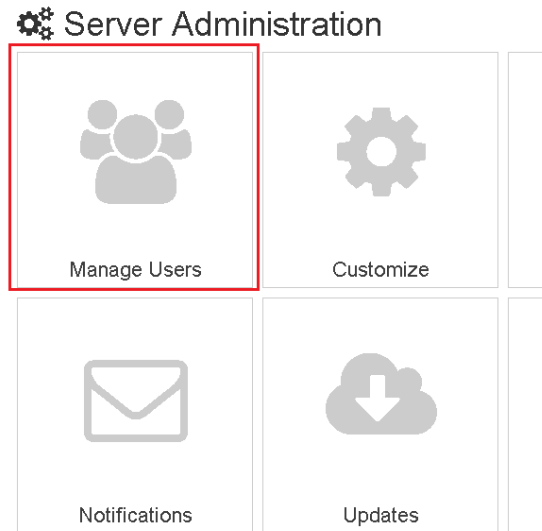 Server Administration
Manage Users
Customize
Notifications
Updates